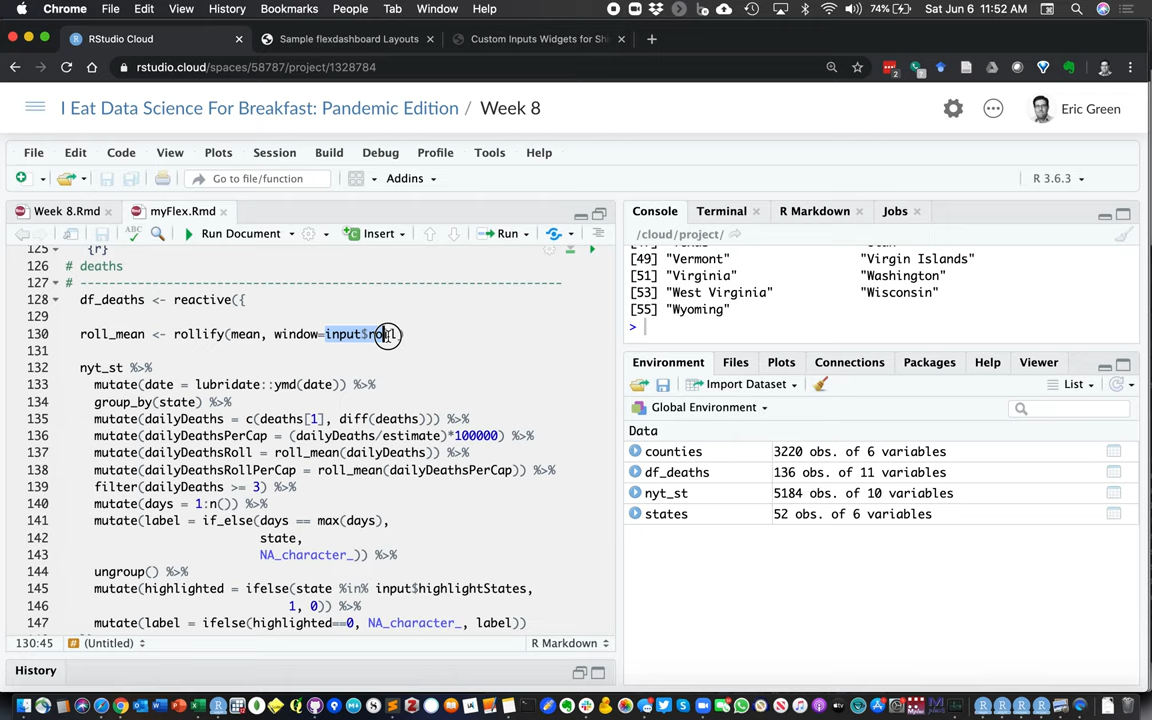 Chrome File Edit View History Bookmarks People Tab Window Help 74% Sat Jun 6 11:52 AM
RStudio Cloud Sample flexdashboard Layouts Custom Inputs Widgets for Shi
rstudio.cloud/spaces/58787/project/1328784
I Eat Data Science For Breakfast: Pandemic Edition / Week 8 Eric Green
File Edit Code View Plots Session Build Debug Profile Tools Help
Go to file/function Addins R 3.6.3
Week 8.Rmd myFlex.Rmd
Run Document Insert Run
125 {r}
126 # deaths
127 # ----------------------------------------------------------
128 df_deaths <- reactive({
129
130 roll_mean <- rollify(mean, window=input$roll)
131
132 nyt_st %>%
133 mutate(date = lubridate::ymd(date)) %>%
134 group_by(state) %>%
135 mutate(dailyDeaths = c(deaths[1], diff(deaths))) %>%
136 mutate(dailyDeathsPerCap = (dailyDeaths/estimate)*100000) %>%
137 mutate(dailyDeathsRoll = roll_mean(dailyDeaths)) %>%
138 mutate(dailyDeathsRollPerCap = roll_mean(dailyDeathsPerCap)) %>%
139 filter(dailyDeaths >= 3) %>%
140 mutate(days = 1:n()) %>%
141 mutate(label = if_else(days == max(days),
142 state,
143 NA_character_)) %>%
144 ungroup() %>%
145 mutate(highlighted = ifelse(state %in% input$highlightStates,
146 1, 0)) %>%
147 mutate(label = ifelse(highlighted==0, NA_character_, label))
130:45 # (Untitled) R Markdown
History
Console Terminal R Markdown Jobs
/cloud/project/
[49] "Vermont" "Virgin Islands"
[51] "Virginia" "Washington"
[53] "West Virginia" "Wisconsin"
[55] "Wyoming"
>
Environment Files Plots Connections Packages Help Viewer
Import Dataset List
Global Environment
Data
counties 3220 obs. of 6 variables
df_deaths 136 obs. of 11 variables
nyt_st 5184 obs. of 10 variables
states 52 obs. of 6 variables